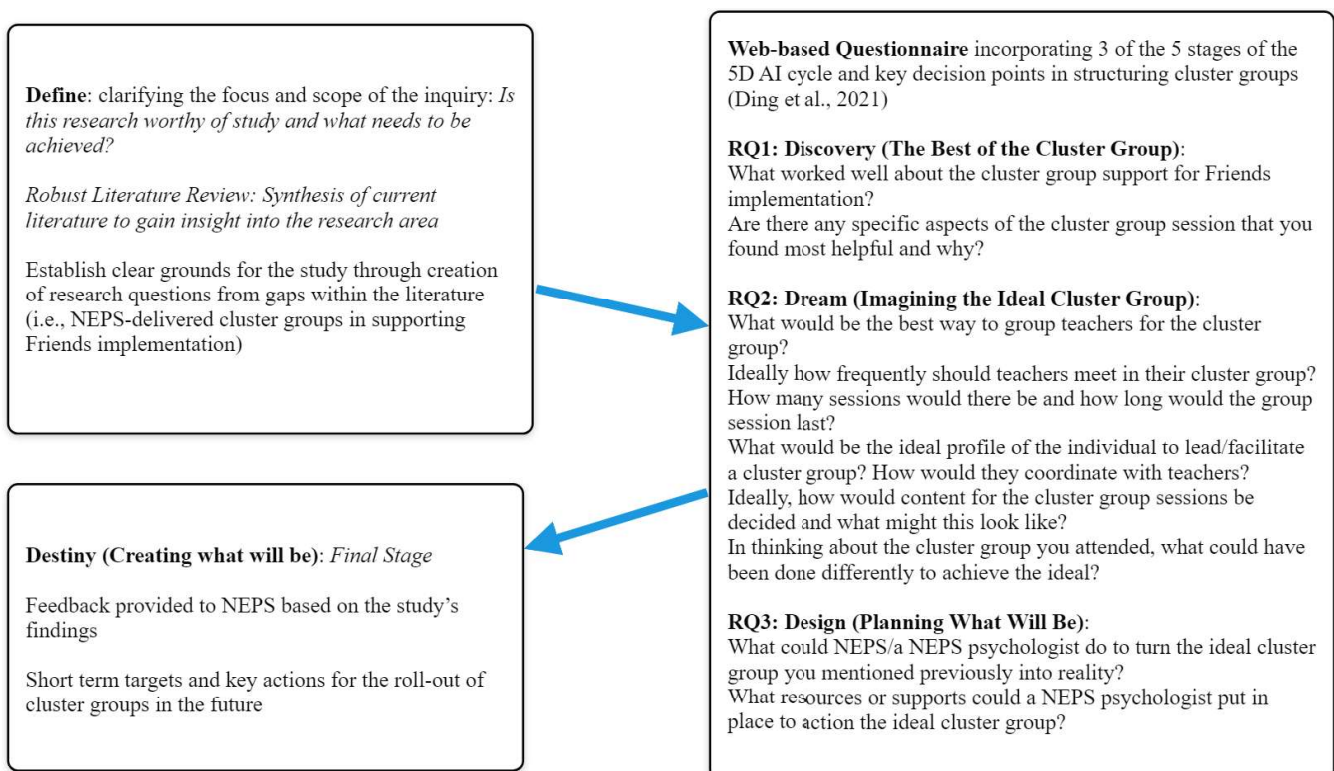 Define: clarifying the focus and scope of the inquiry: Is
this research worthy of study and what needs to be
achieved?
Robust Literature Review: Synthesis of current
literature to gain insight into the research area
Establish clear grounds for the study through creation
of research questions from gaps within the literature
(i.e., NEPS-delivered cluster groups in supporting
Friends implementation)
Web-based Questionnaire incorporating 3 of the 5 stages of the
5D AI cycle and key decision points in structuring cluster groups
(Ding et al., 2021)
RQ1: Discovery (The Best of the Cluster Group):
What worked well about the cluster group support for Friends
implementation?
Are there any specific aspects of the cluster group session that you
found most helpful and why?
RQ2: Dream (Imagining the Ideal Cluster Group):
What would be the best way to group teachers for the cluster
group?
Ideally how frequently should teachers meet in their cluster group?
How many sessions would there be and how long would the group
session last?
What would be the ideal profile of the individual to lead/facilitate
a cluster group? How would they coordinate with teachers?
Ideally, how would content for the cluster group sessions be
decided and what might this look like?
In thinking about the cluster group you attended, what could have
been done differently to achieve the ideal?
RQ3: Design (Planning What Will Be):
What could NEPS/a NEPS psychologist do to turn the ideal cluster
group you mentioned previously into reality?
What resources or supports could a NEPS psychologist put in
place to action the ideal cluster group?
Destiny (Creating what will be): Final Stage
Feedback provided to NEPS based on the study's
findings
Short term targets and key actions for the roll-out of
cluster groups in the future